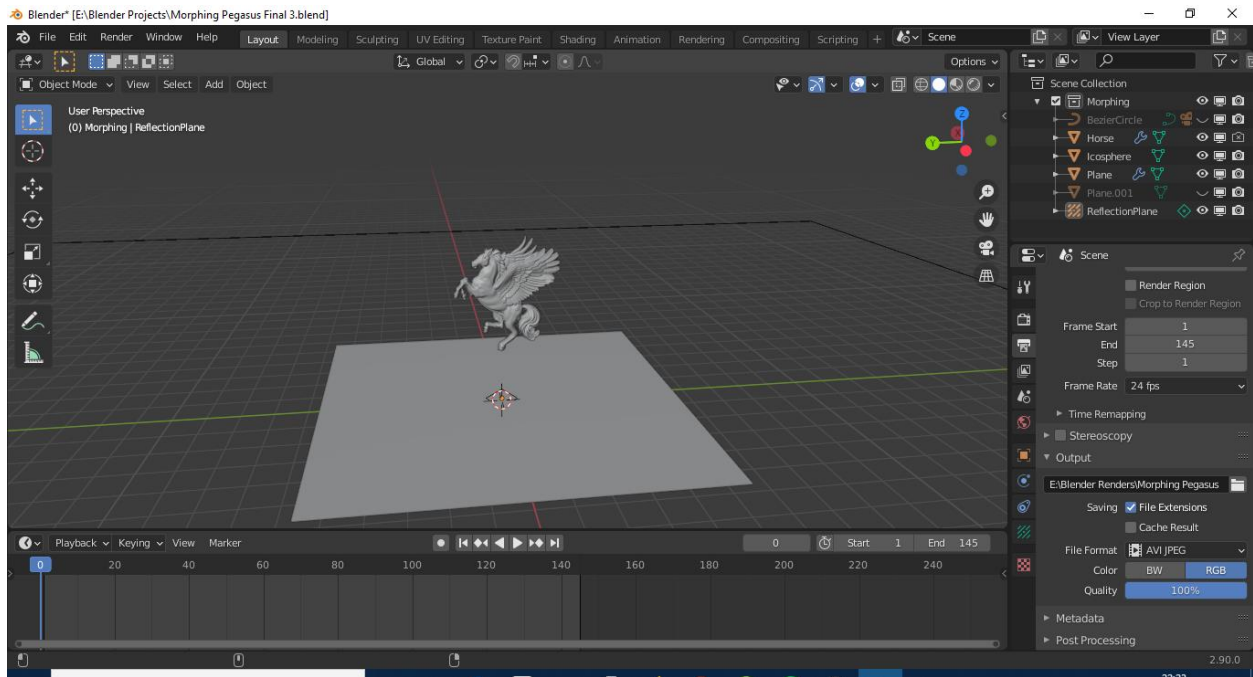 Blender* [E:\Blender Projects\Morphing Pegasus Final 3.blend]
File Edit Render Window Help Layout Modeling Sculpting UV Editing Texture Paint Shading Animation Rendering Compositing Scripting + Scene View Layer
Global Options
Object Mode View Select Add Object
User Perspective
(0) Morphing | ReflectionPlane
Z
Y
Scene Collection
Morphing
BezierCircle
Horse
Icosphere
Plane
Plane.001
ReflectionPlane
Scene
Render Region
Crop to Render Region
Frame Start 1
End 145
Step 1
Frame Rate 24 fps
Time Remapping
Stereoscopy
Output
E:\Blender Renders\Morphing Pegasus
Saving File Extensions
Cache Result
File Format AVI JPEG
Color BW RGB
Quality 100%
Metadata
Post Processing
Playback Keying View Marker 0 Start 1 End 145
0 20 40 60 80 100 120 140 160 180 200 220 240
2.90.0